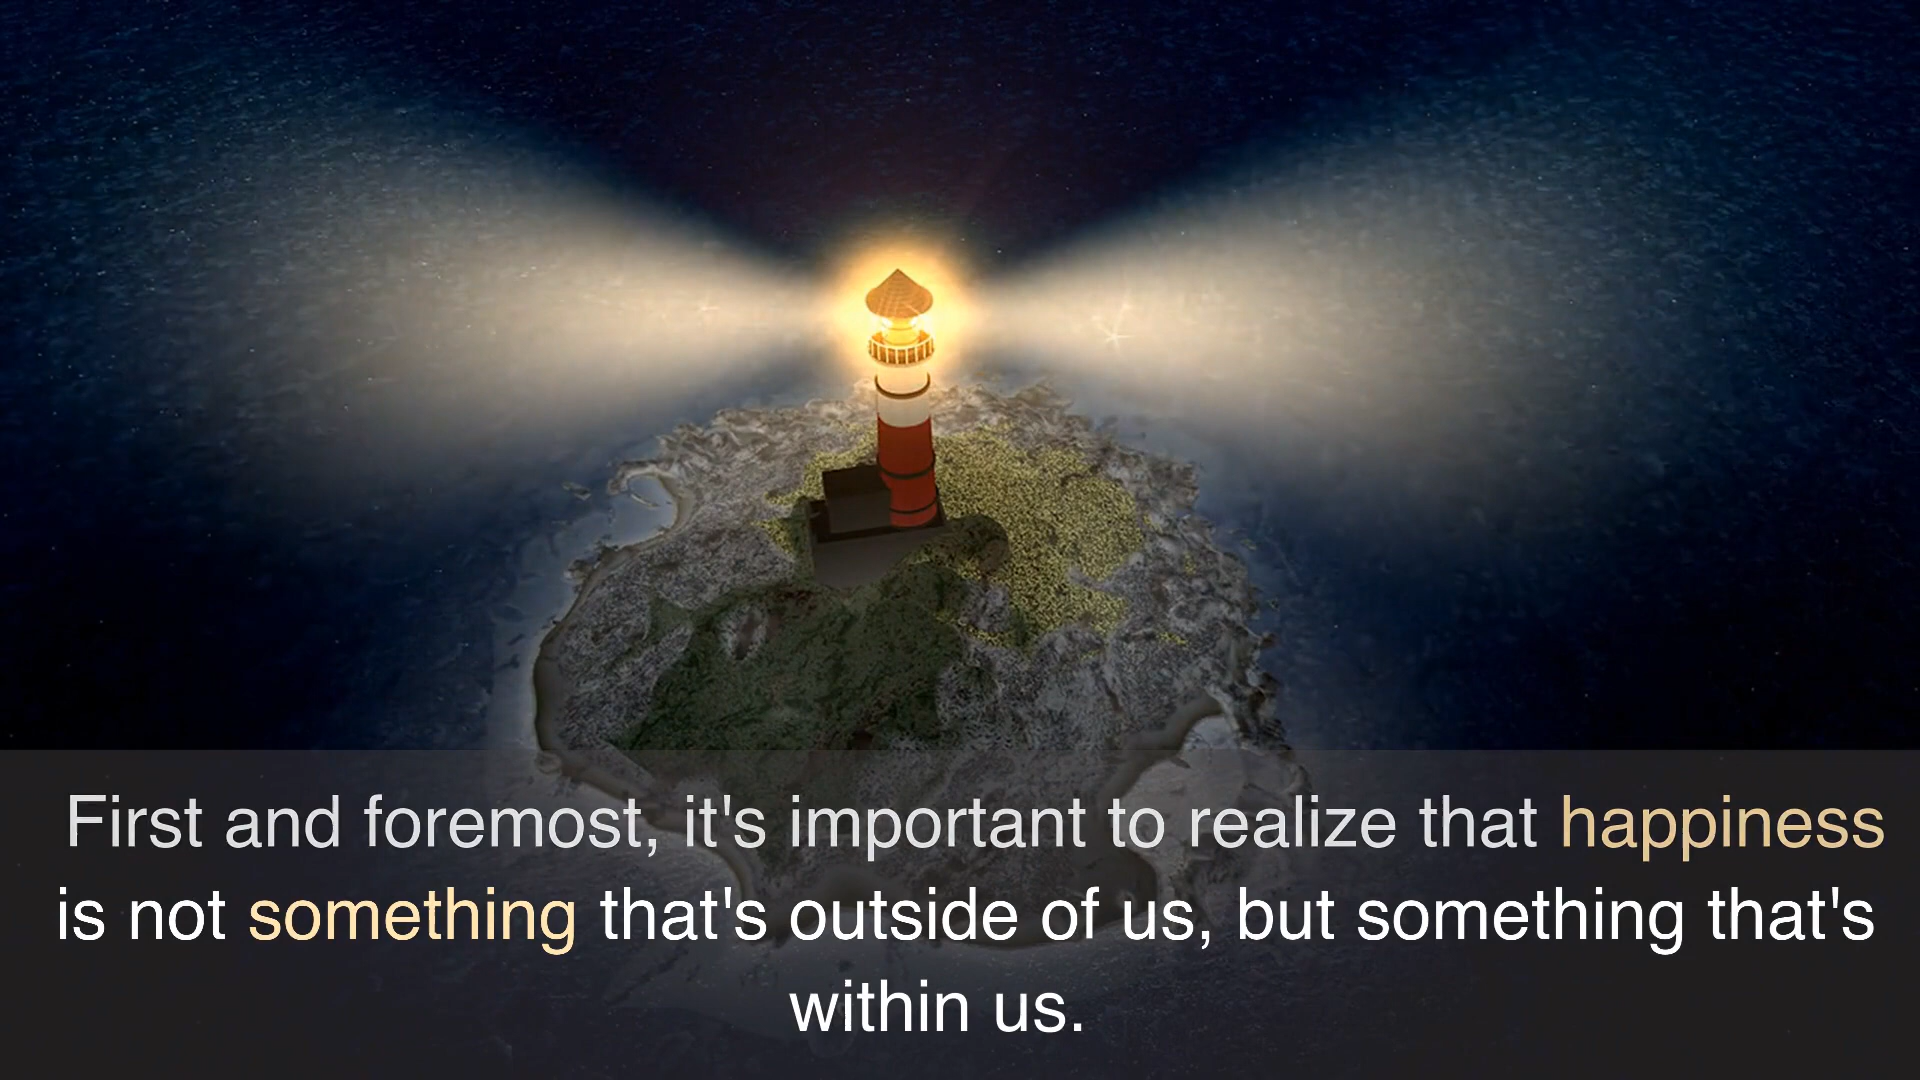 First and foremost, it's important to realize that happiness
is not something that's outside of us, but something that's
within us.